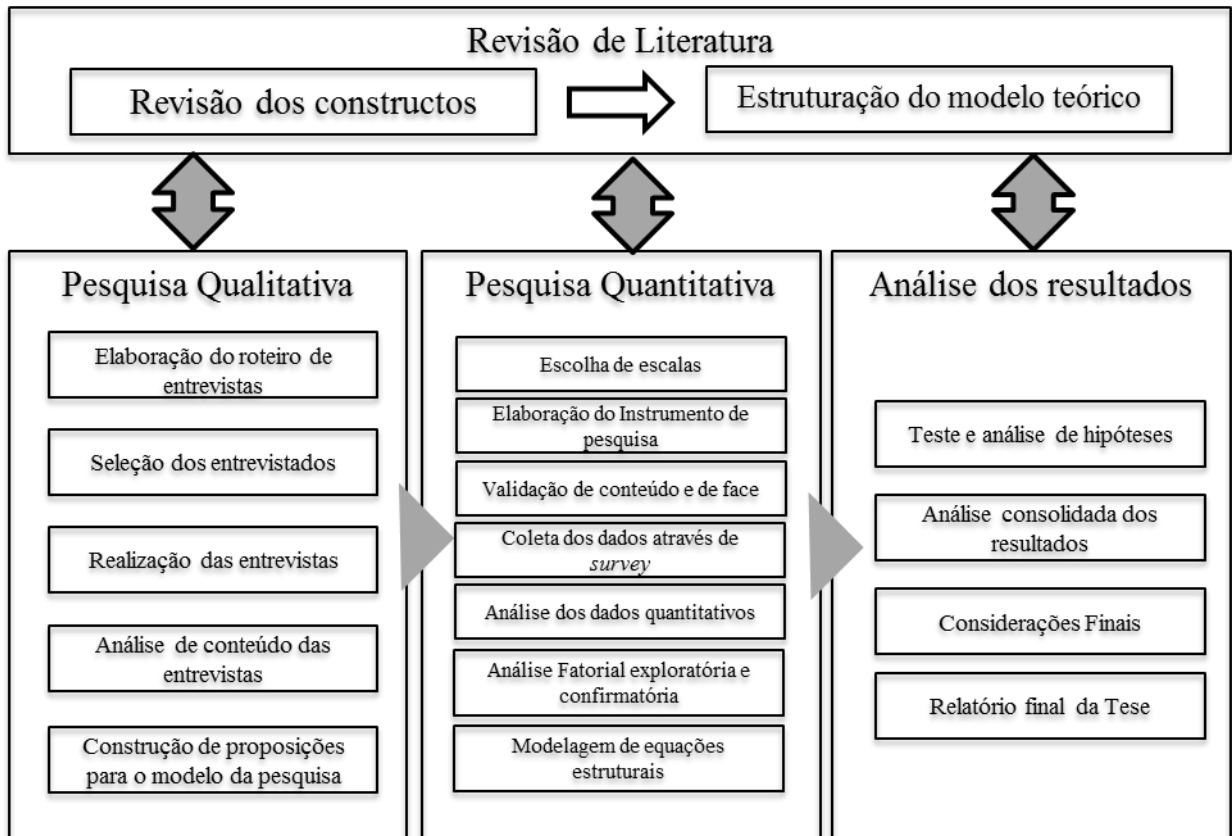 Revisão de Literatura
Revisão dos constructos
Estruturação do modelo teórico
Pesquisa Qualitativa
Elaboração do roteiro de
entrevistas
Seleção dos entrevistados
Realização das entrevistas
Análise de conteúdo das
entrevistas
Construção de proposições
para o modelo da pesquisa
Pesquisa Quantitativa
Escolha de escalas
Elaboração do Instrumento de
pesquisa
Validação de conteúdo e de face
Coleta dos dados através de
survey
Análise dos dados quantitativos
Análise Fatorial exploratória e
confirmatória
Modelagem de equações
estruturais
Análise dos resultados
Teste e análise de hipóteses
Análise consolidada dos
resultados
Considerações Finais
Relatório final da Tese